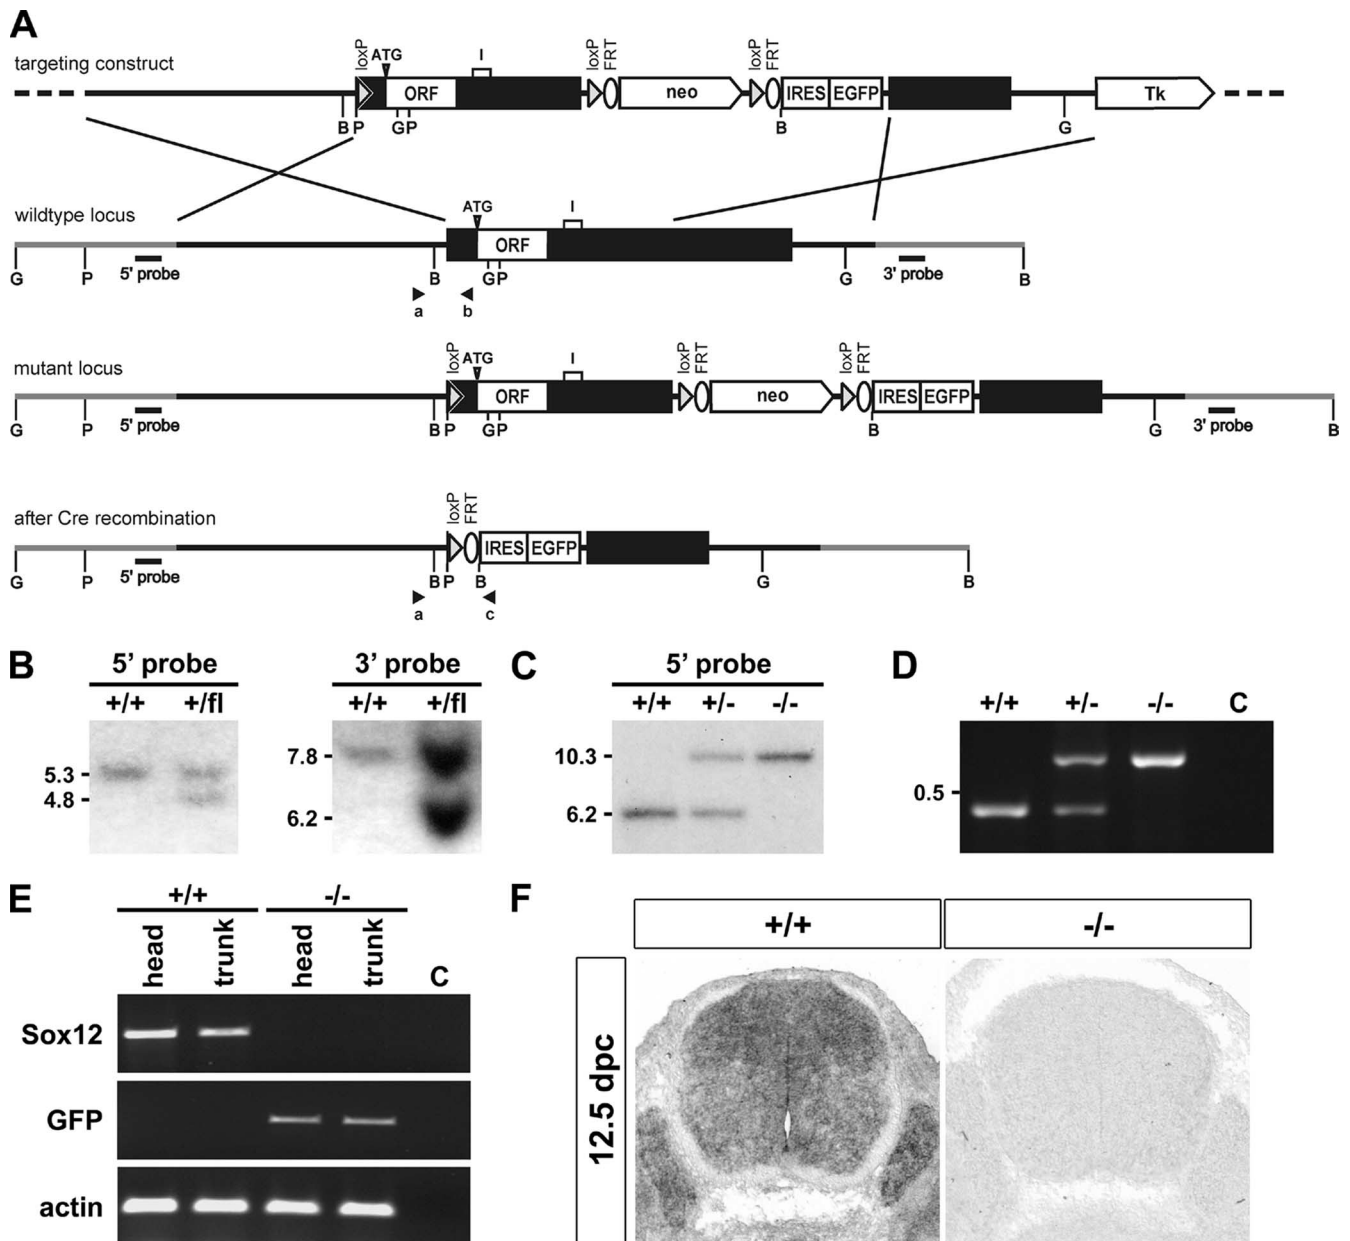 A
targeting construct
loxP
ATG
I
loxP
FRT
loxP
FRT
ORF
neo
IRES EGFP
Tk
B P
G P
B
G
wildtype locus
ATG
I
ORF
G
P
5' probe
B
G P
G
3' probe
B
a
b
mutant locus
loxP
ATG
I
loxP
FRT
loxP
FRT
ORF
neo
IRES EGFP
G
P
5' probe
B P
G P
B
G
3' probe
B
after Cre recombination
loxP
FRT
IRES EGFP
G
P
5' probe
B P
B
G
B
a
c
B
5’ probe
+/+ +/fl
5.3
4.8
3’ probe
+/+ +/fl
7.8
6.2
C
5’ probe
+/+ +/- -/-
10.3
6.2
D
+/+ +/- -/- C
0.5
E
+/+ -/-
head trunk head trunk C
Sox12
GFP
actin
F
+/+ -/-
12.5 dpc